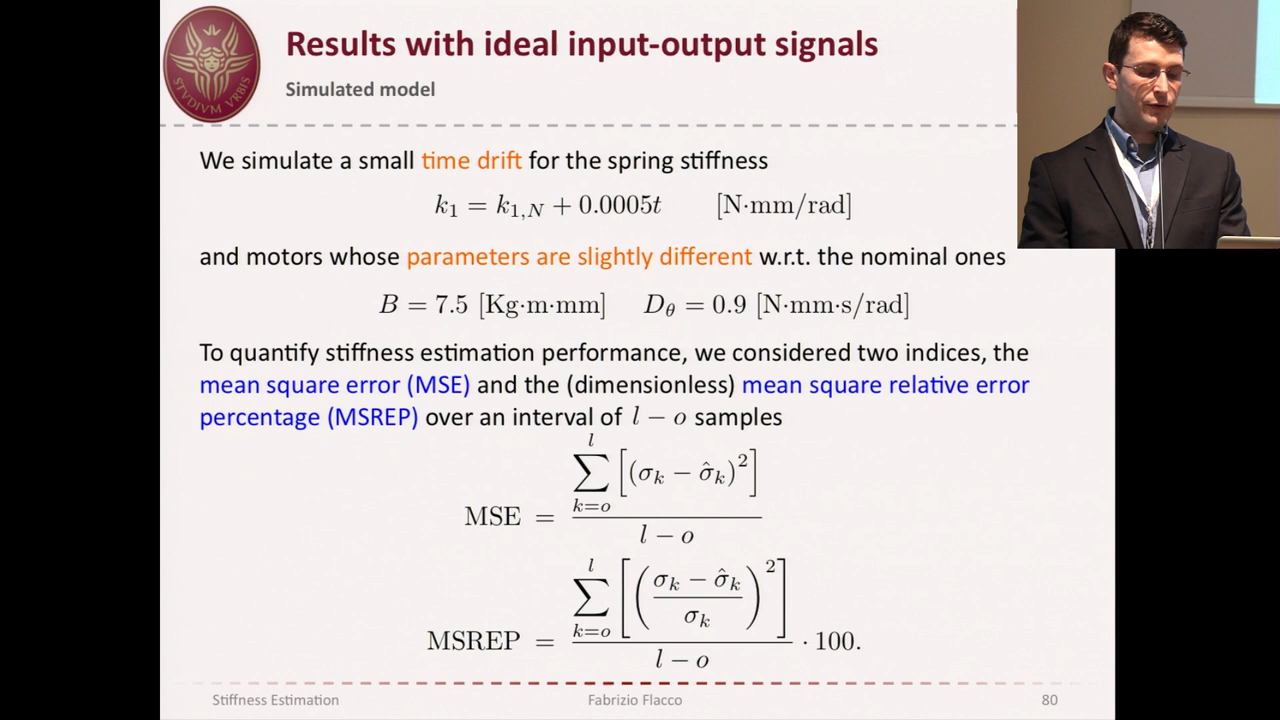 Results with ideal input-output signals
Simulated model
STVDIVM VRBIS
We simulate a small time drift for the spring stiffness
k₁ = k₁,N + 0.0005t [N·mm/rad]
and motors whose parameters are slightly different w.r.t. the nominal ones
B = 7.5 [Kg·m·mm] D_θ = 0.9 [N·mm·s/rad]
To quantify stiffness estimation performance, we considered two indices, the
mean square error (MSE) and the (dimensionless) mean square relative error
percentage (MSREP) over an interval of l − o samples
MSE = \frac{\sum_{k=o}^{l} [(σ_k − \hat{σ}_k)^2]}{l − o}
MSREP = \frac{\sum_{k=o}^{l} [(\frac{σ_k − \hat{σ}_k}{σ_k})^2]}{l − o} · 100.
Stiffness Estimation Fabrizio Flacco 80